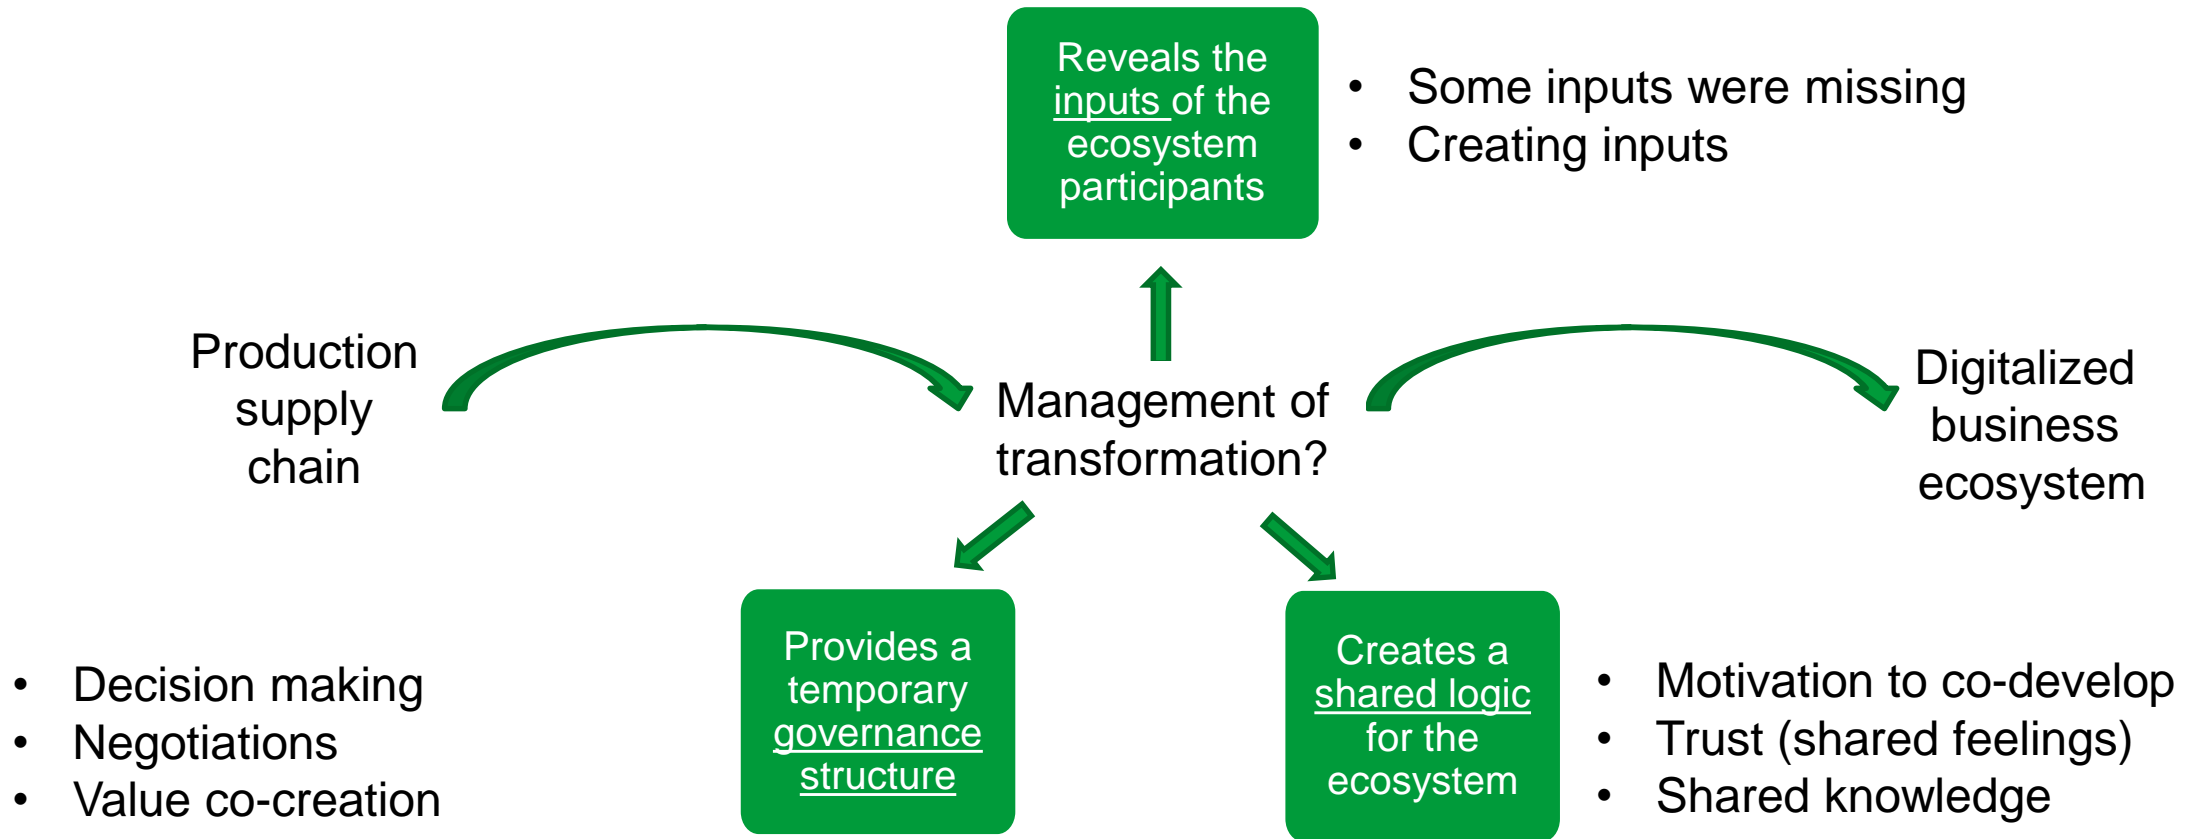 Reveals the
inputs of the
ecosystem
participants
• Some inputs were missing
• Creating inputs
Production
supply
chain
Management of
transformation?
Digitalized
business
ecosystem
• Decision making
• Negotiations
• Value co-creation
Provides a
temporary
governance
structure
Creates a
shared logic
for the
ecosystem
• Motivation to co-develop
• Trust (shared feelings)
• Shared knowledge